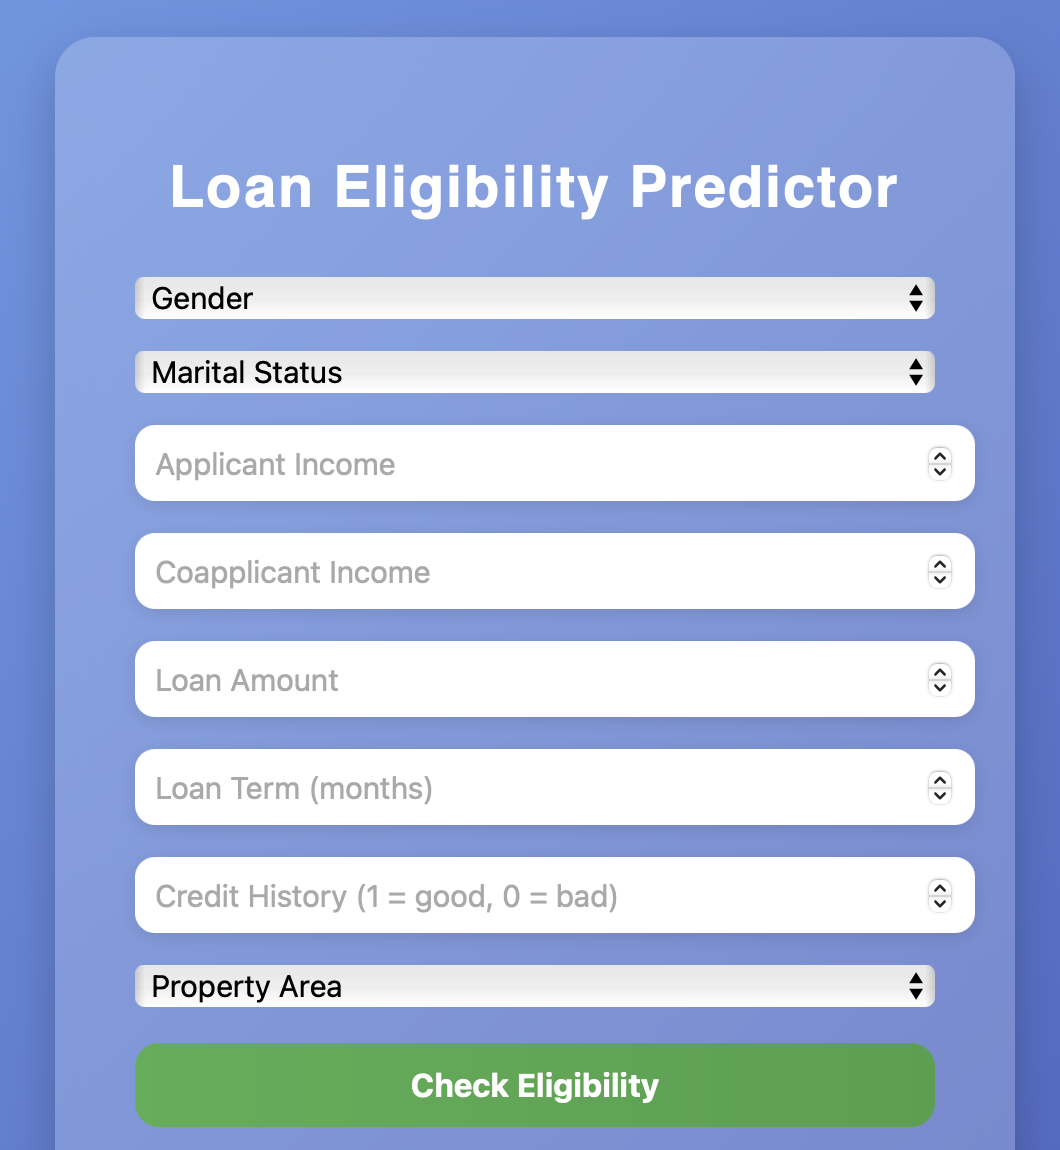 Loan Eligibility Predictor
Gender
Marital Status
Applicant Income
Coapplicant Income
Loan Amount
Loan Term (months)
Credit History (1 = good, 0 = bad)
Property Area
Check Eligibility